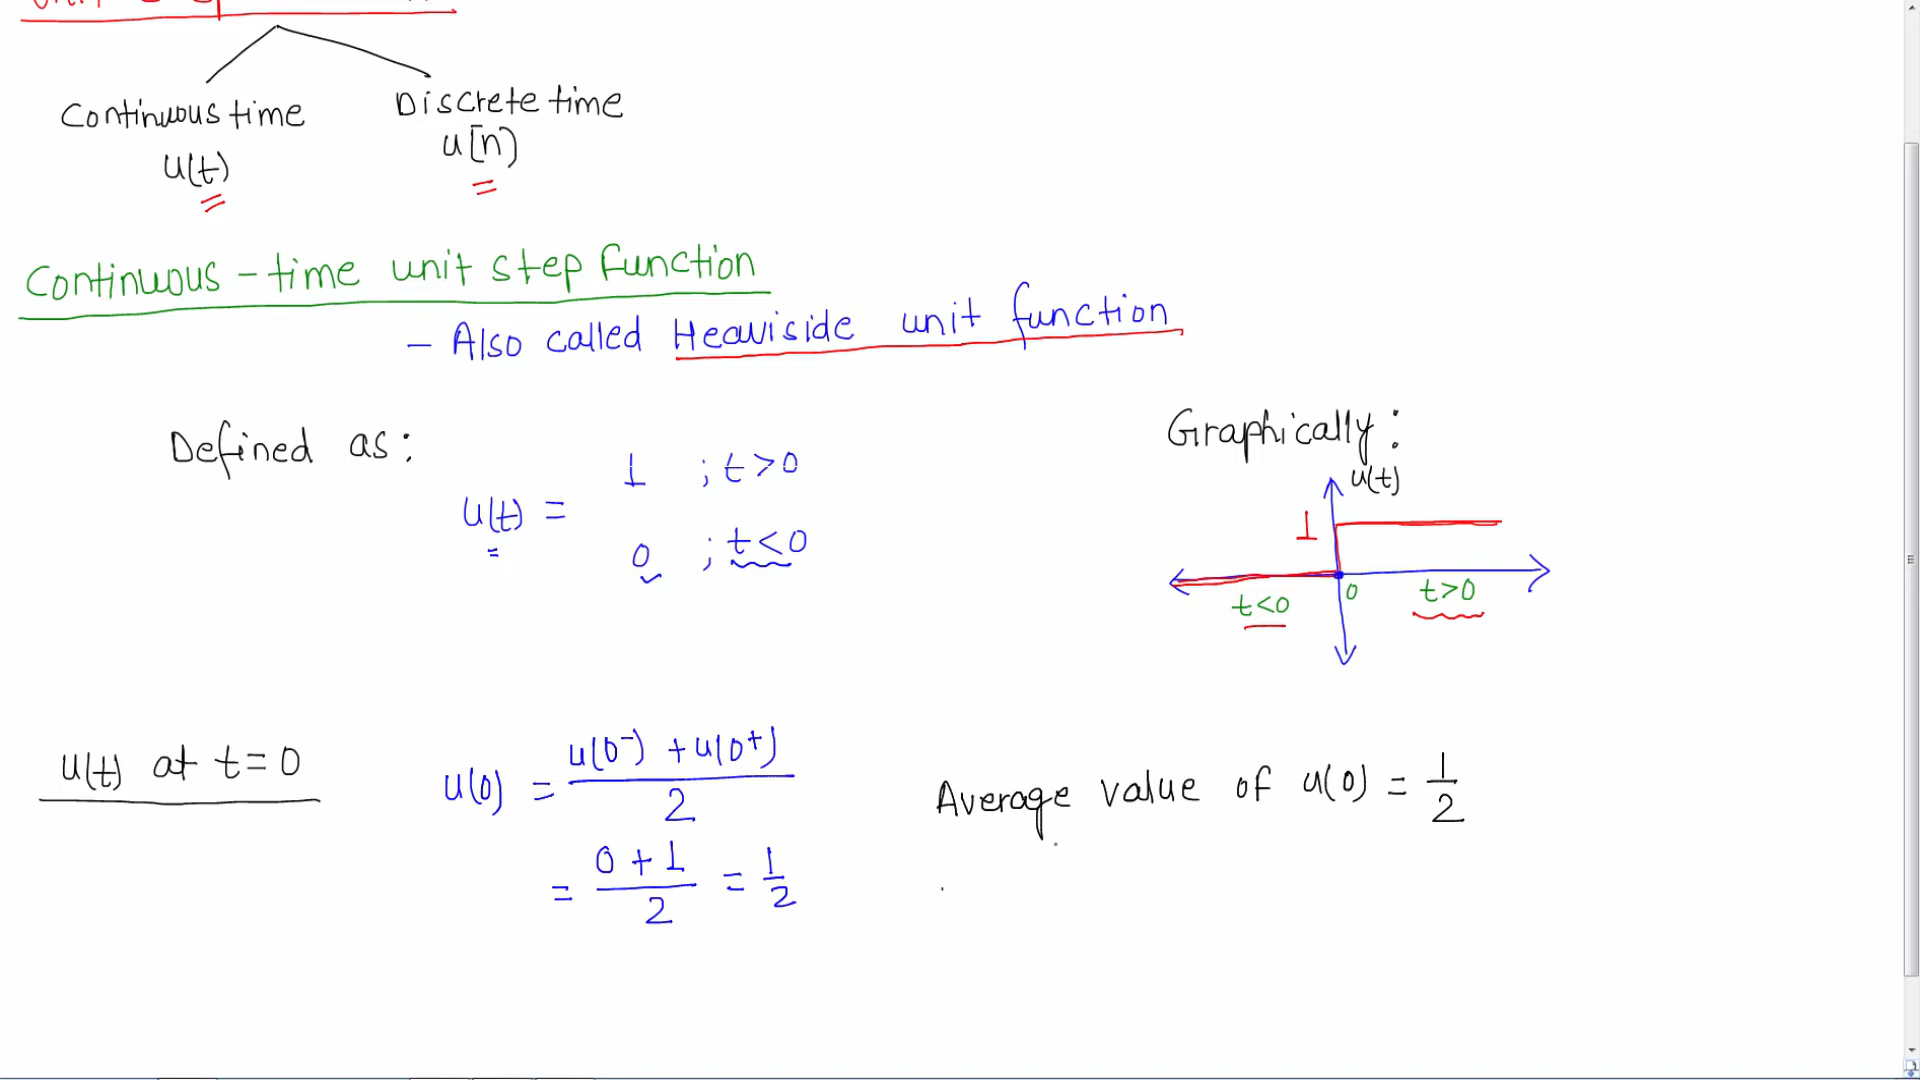 Continuous time
Discrete time
u(t)
u[n]
Continuous-time unit step function
- Also called Heaviside unit function
Defined as:
u(t) =
1 ; t>0
0 ; t<0
Graphically:
u(t)
1
t<0
0
t>0
u(t) at t=0
u(0) = u(0⁻) + u(0⁺) / 2
= 0 + 1 / 2 = 1/2
Average value of u(0) = 1/2